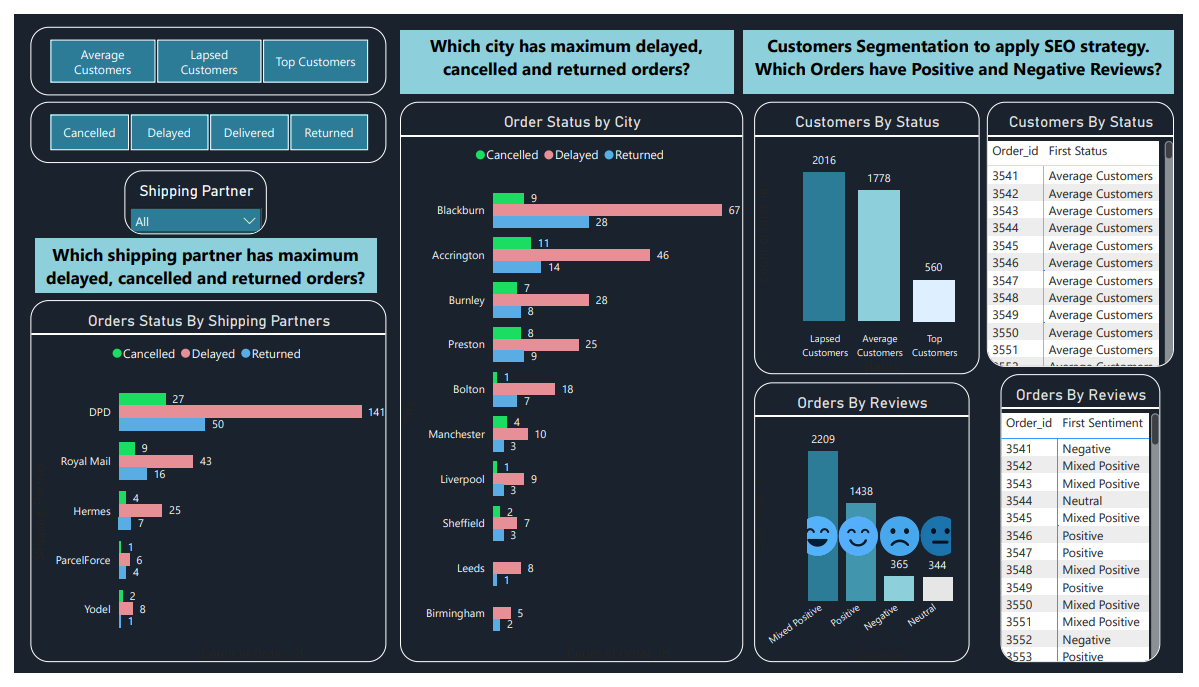 Average
Customers
Lapsed
Customers
Top Customers
Cancelled
Delayed
Delivered
Returned
Shipping Partner
All
Which shipping partner has maximum
delayed, cancelled and returned orders?
Orders Status By Shipping Partners
Cancelled Delayed Returned
DPD
27
141
50
Royal Mail
9
43
16
Hermes
4
25
7
ParcelForce
1
6
4
Yodel
2
8
1
Which city has maximum delayed,
cancelled and returned orders?
Order Status by City
Cancelled Delayed Returned
Blackburn
9
67
28
Accrington
11
46
14
Burnley
7
28
8
Preston
8
25
9
Bolton
1
18
7
Manchester
4
10
3
Liverpool
1
9
3
Sheffield
2
7
3
Leeds
8
1
Birmingham
5
2
Customers Segmentation to apply SEO strategy.
Which Orders have Positive and Negative Reviews?
Customers By Status
2016
1778
560
Lapsed
Customers
Average
Customers
Top
Customers
Customers By Status
Order_id First Status
3541 Average Customers
3542 Average Customers
3543 Average Customers
3544 Average Customers
3545 Average Customers
3546 Average Customers
3547 Average Customers
3548 Average Customers
3549 Average Customers
3550 Average Customers
3551 Average Customers
Orders By Reviews
2209
1438
365
344
Mixed Positive
Positive
Negative
Neutral
Orders By Reviews
Order_id First Sentiment
3541 Negative
3542 Mixed Positive
3543 Mixed Positive
3544 Neutral
3545 Mixed Positive
3546 Positive
3547 Positive
3548 Mixed Positive
3549 Positive
3550 Mixed Positive
3551 Mixed Positive
3552 Negative
3553 Positive